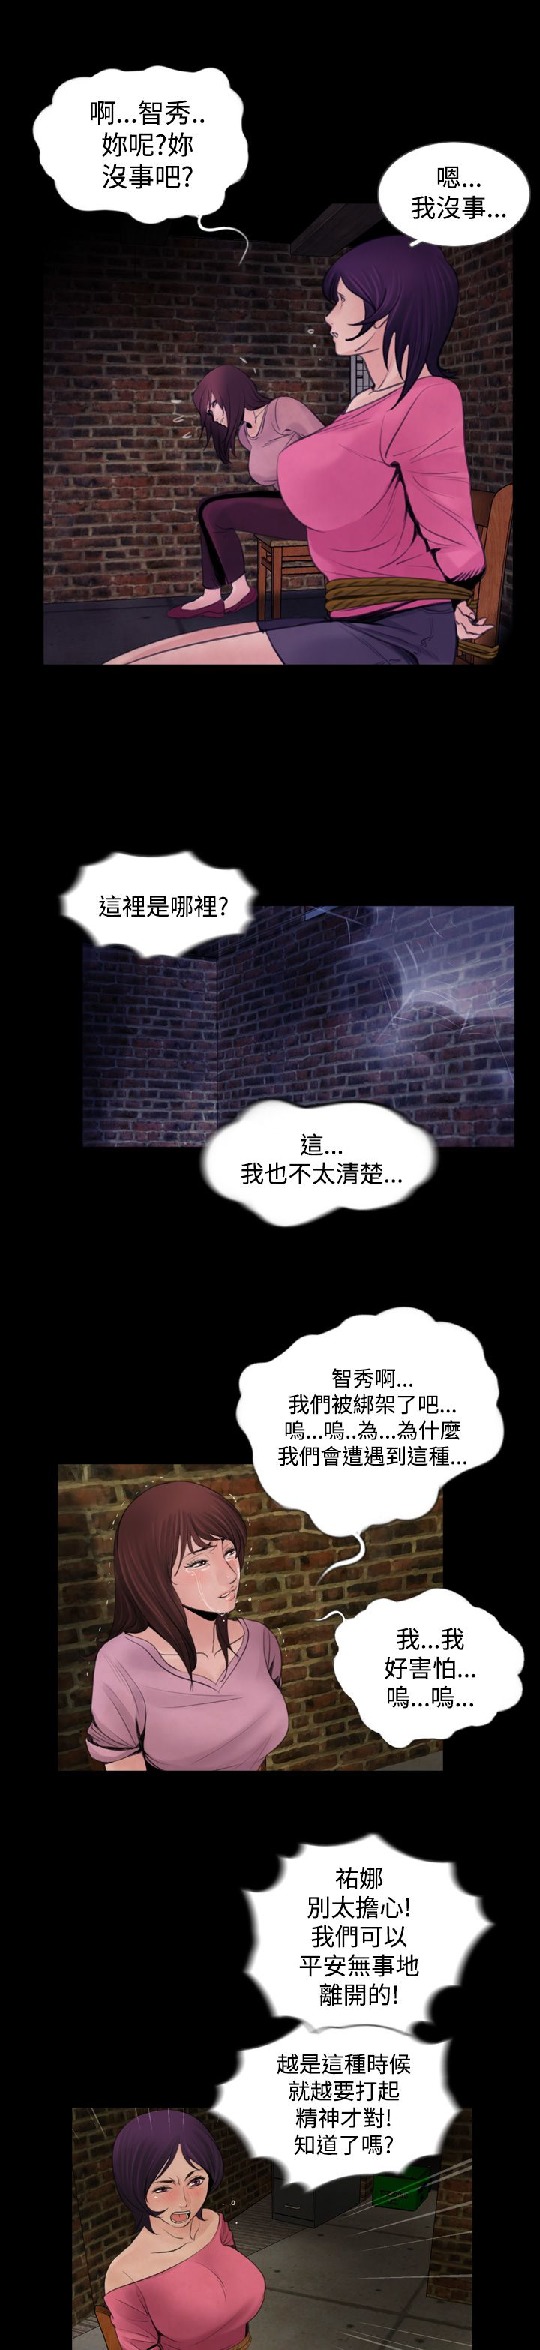 啊...智秀..
妳呢?妳
沒事吧?
嗯...
我沒事...
這裡是哪裡?
這...
我也不太清楚...
智秀啊...
我們被綁架了吧...
嗚...嗚..為...為什麼
我們會遭遇到這種...
我...我
好害怕...
嗚...嗚...
祐娜
別太擔心!
我們可以
平安無事地
離開的!
越是這種時候
就越要打起
精神才對!
知道了嗎?